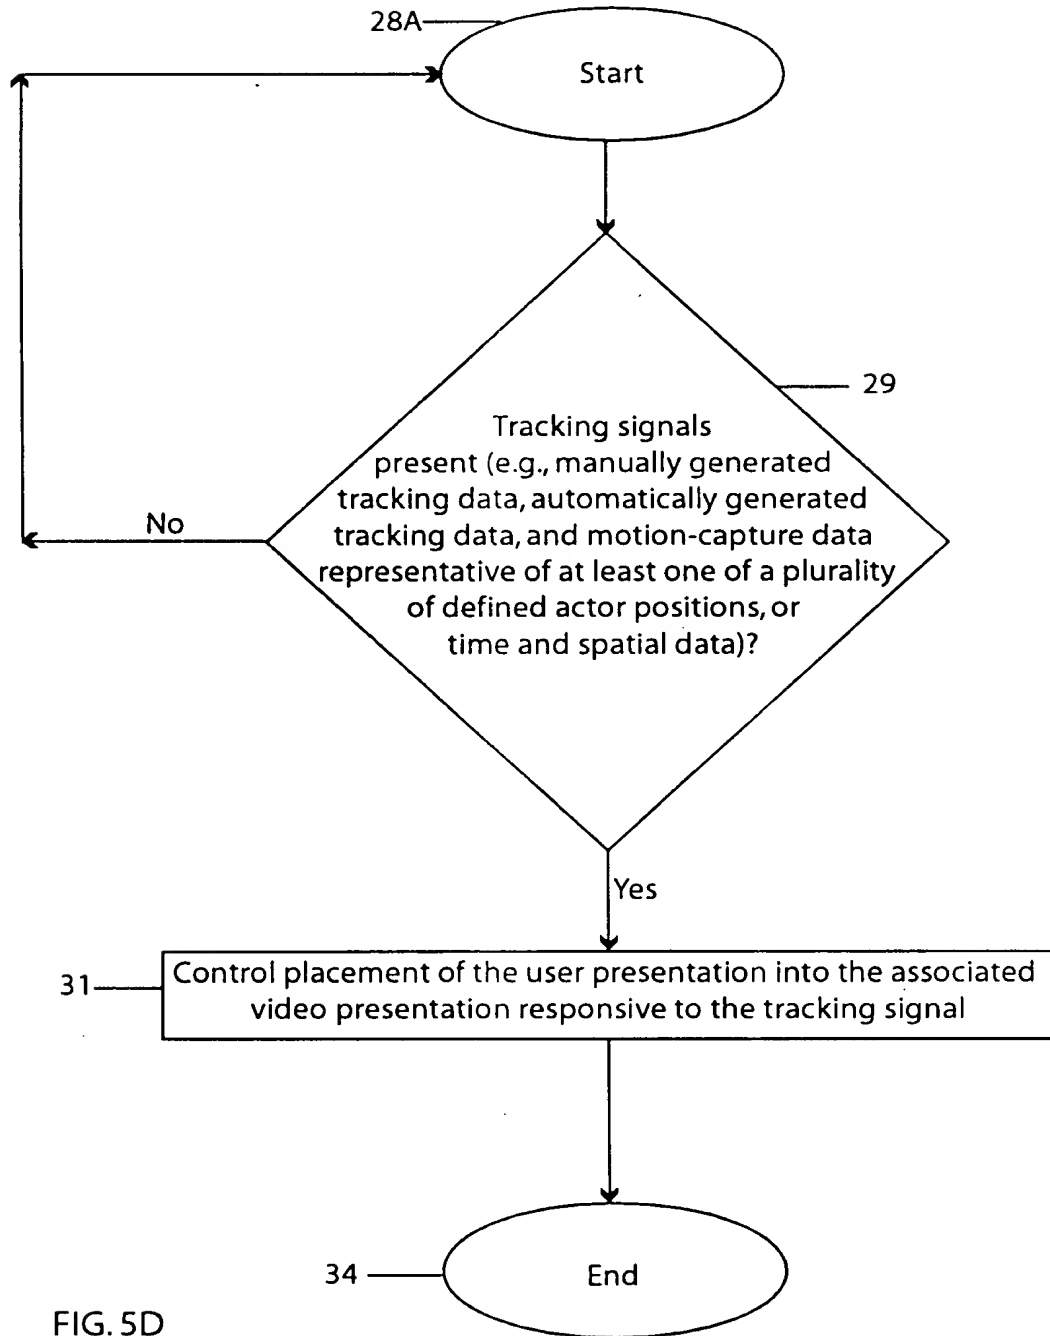 28A
Start
29
Tracking signals
present (e.g., manually generated
tracking data, automatically generated
tracking data, and motion-capture data
representative of at least one of a plurality
of defined actor positions, or
time and spatial data)?
No
Yes
31
Control placement of the user presentation into the associated
video presentation responsive to the tracking signal
34
End
FIG. 5D